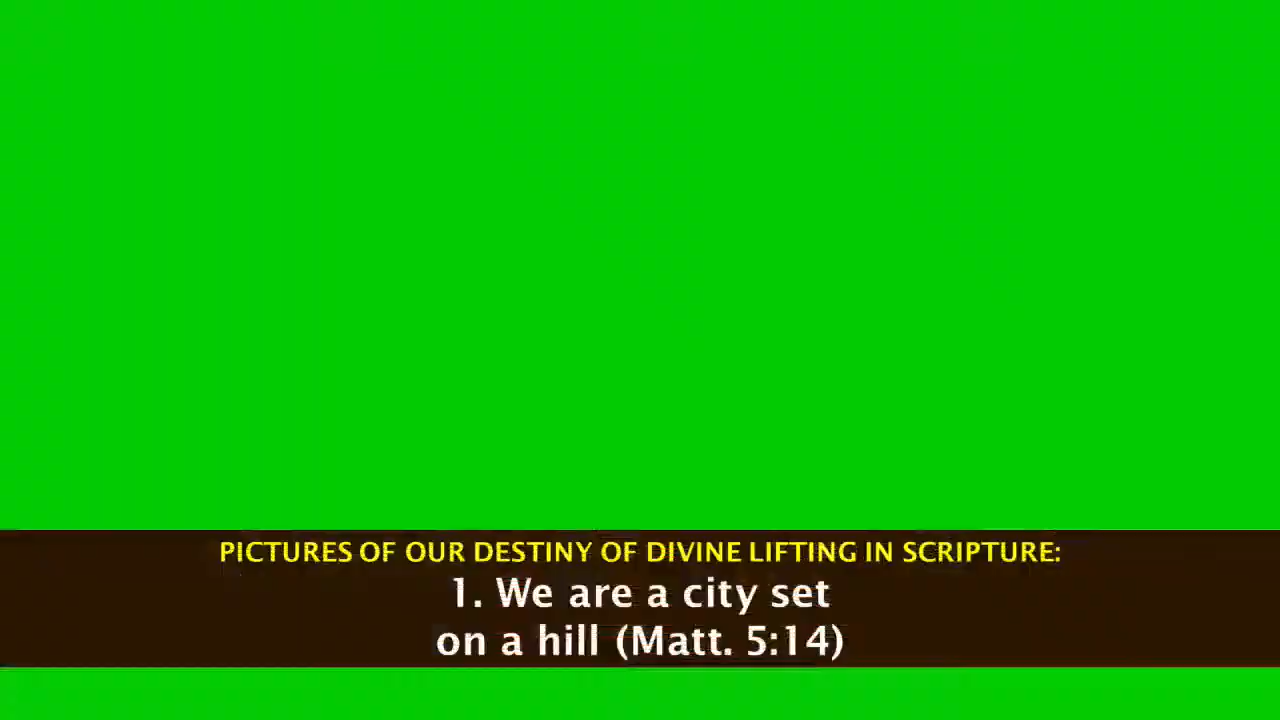 PICTURES OF OUR DESTINY OF DIVINE LIFTING IN SCRIPTURE:
1. We are a city set
on a hill (Matt. 5:14)